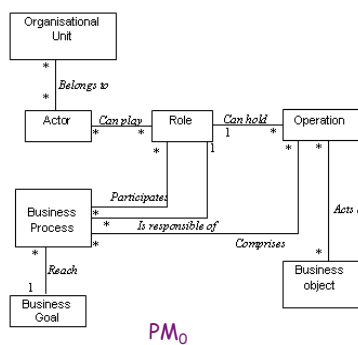 Organisational
Unit
*
*
Belongs to
Actor
Can play
*
*
Role
Can hold
1
*
Operation
*
1
*
*
Participates
*
*
Is responsible of
Business
Process
*
Comprises
Acts
*
*
Reach
1
Business
Goal
Business
object
PM0